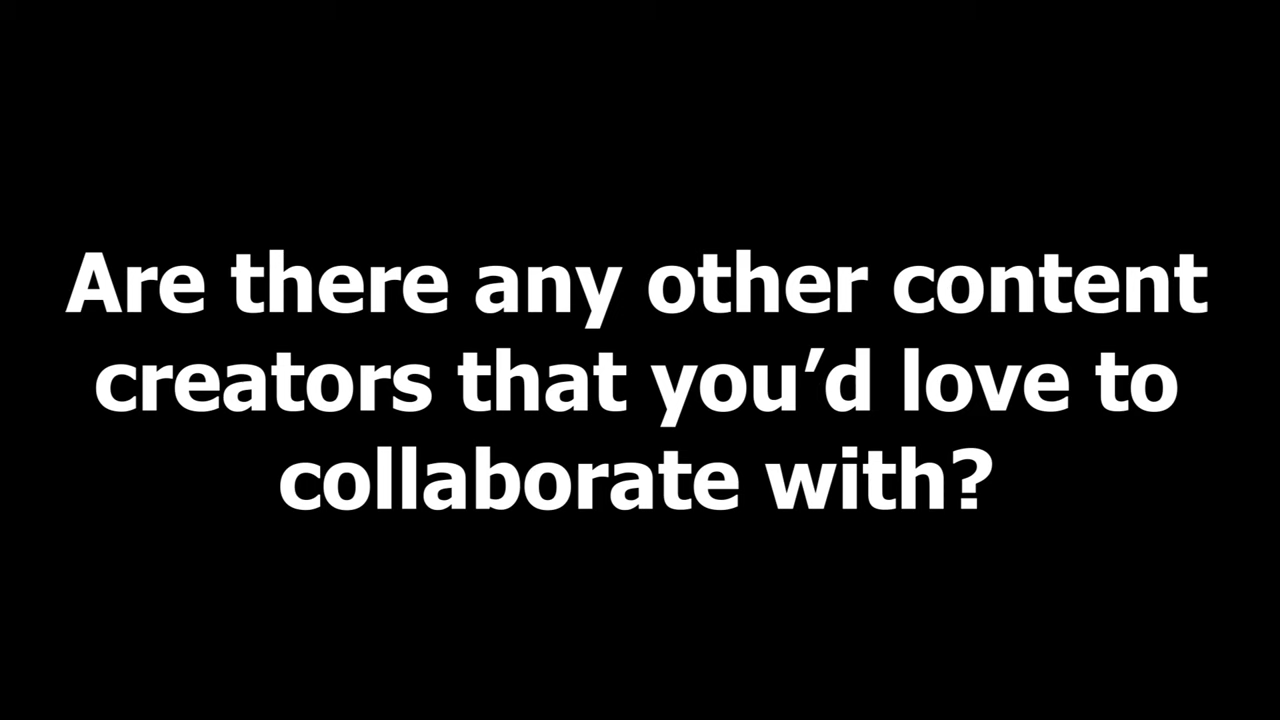 Are there any other content
creators that you’d love to
collaborate with?